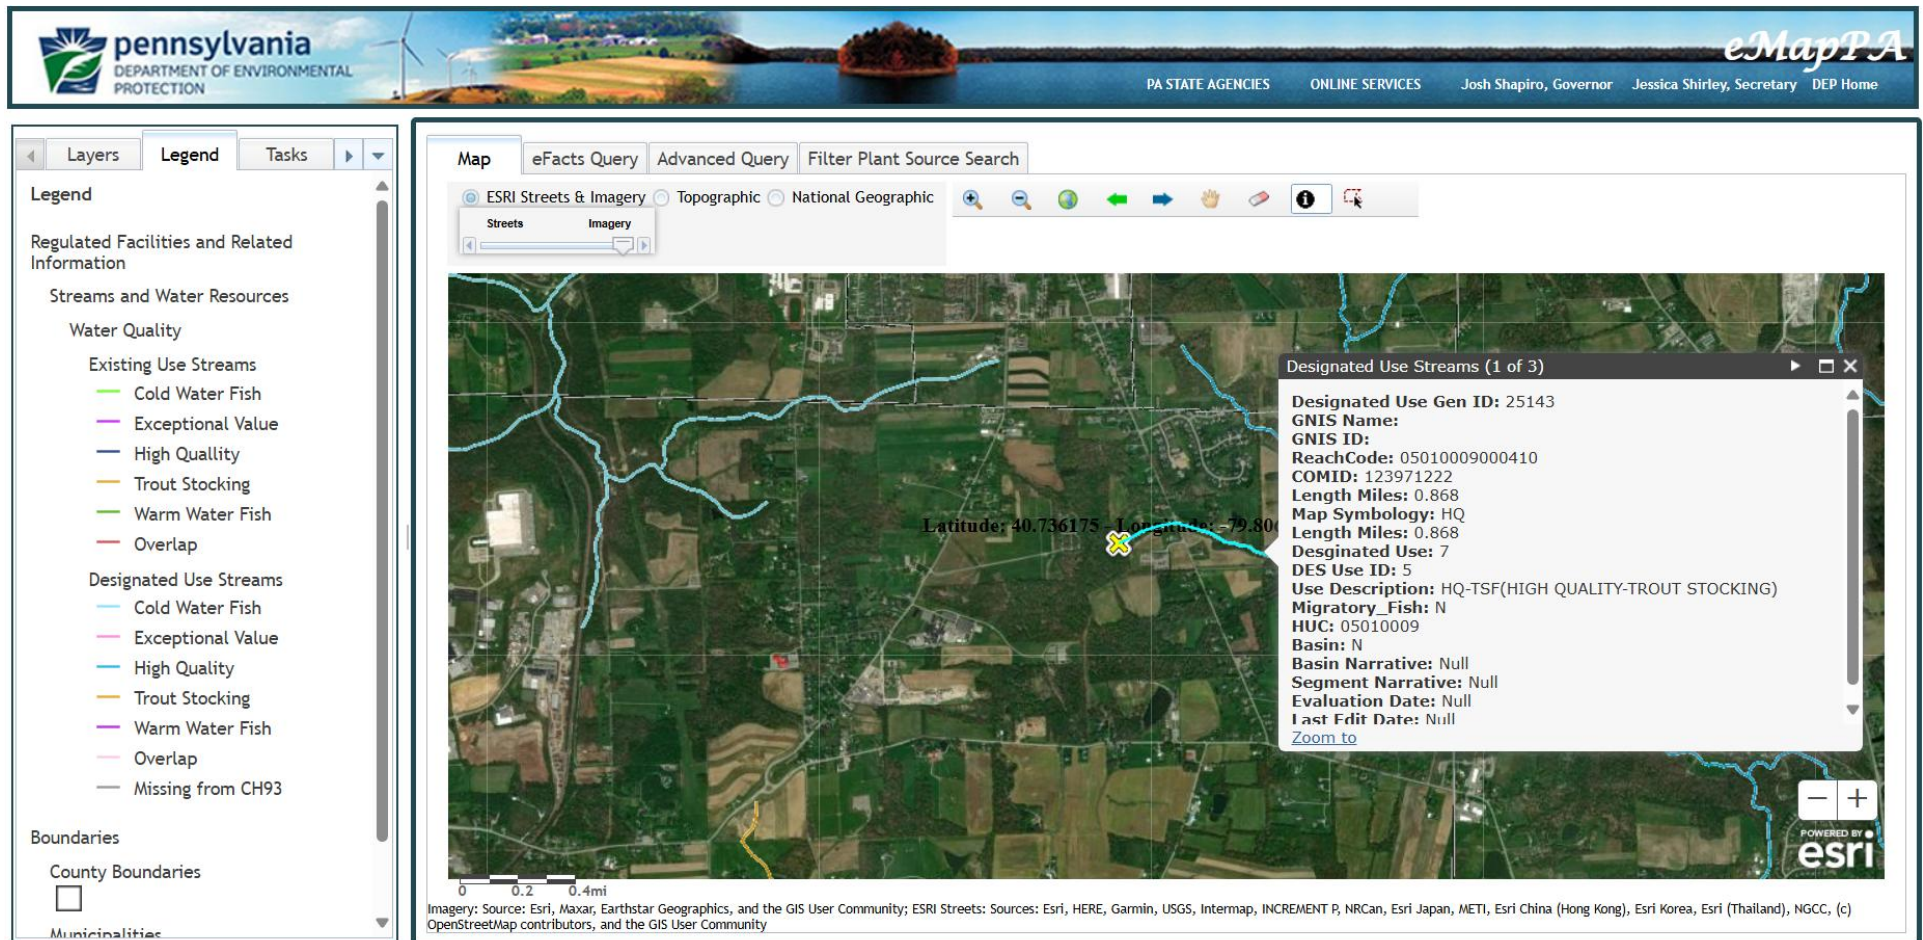 pennsylvania
DEPARTMENT OF ENVIRONMENTAL
PROTECTION
eMapPA
PA STATE AGENCIES ONLINE SERVICES Josh Shapiro, Governor Jessica Shirley, Secretary DEP Home
Layers Legend Tasks
Legend
Regulated Facilities and Related
Information
Streams and Water Resources
Water Quality
Existing Use Streams
Cold Water Fish
Exceptional Value
High Quallity
Trout Stocking
Warm Water Fish
Overlap
Designated Use Streams
Cold Water Fish
Exceptional Value
High Quality
Trout Stocking
Warm Water Fish
Overlap
Missing from CH93
Boundaries
County Boundaries
Municipalities
Map eFacts Query Advanced Query Filter Plant Source Search
ESRI Streets & Imagery Topographic National Geographic
Streets Imagery
Latitude: 40.736175 - Longitude: -79.80
Designated Use Streams (1 of 3)
Designated Use Gen ID: 25143
GNIS Name:
GNIS ID:
ReachCode: 05010009000410
COMID: 123971222
Length Miles: 0.868
Map Symbology: HQ
Length Miles: 0.868
Desginated Use: 7
DES Use ID: 5
Use Description: HQ-TSF(HIGH QUALITY-TROUT STOCKING)
Migratory_Fish: N
HUC: 05010009
Basin: N
Basin Narrative: Null
Segment Narrative: Null
Evaluation Date: Null
Last Edit Date: Null
Zoom to
POWERED BY
esri
0 0.2 0.4mi
Imagery: Source: Esri, Maxar, Earthstar Geographics, and the GIS User Community; ESRI Streets: Sources: Esri, HERE, Garmin, USGS, Intermap, INCREMENT P, NRCan, Esri Japan, METI, Esri China (Hong Kong), Esri Korea, Esri (Thailand), NGCC, (c)
OpenStreetMap contributors, and the GIS User Community